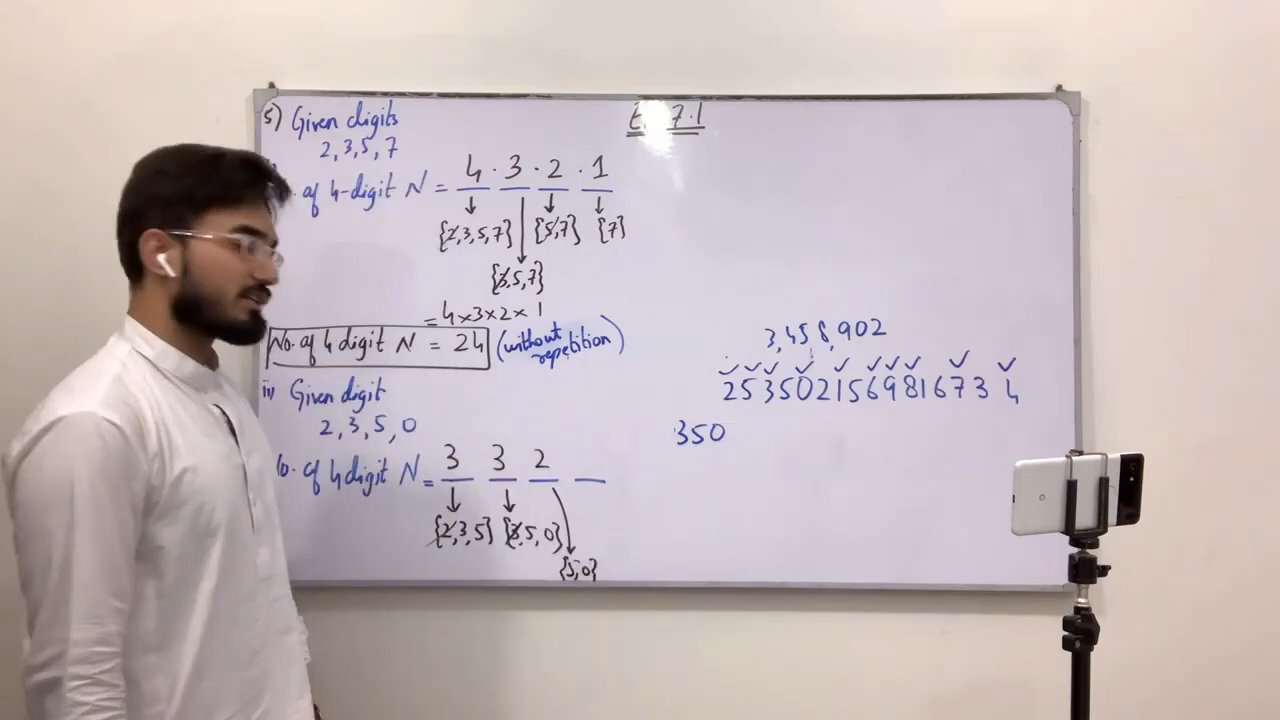 5) Given digits
2,3,5,7
of 4-digit N = 4 · 3 · 2 · 1
{2,3,5,7} {5,7} {7}
{3,5,7}
= 4×3×2×1
No. of 4 digit N = 24 (without repetition)
Given digit
2,3,5,0
of 4 digit N = 3 3 2
{2,3,5} {3,5,0}
{5,0}
7.1
3,458,902
25350215698167 3 4
350